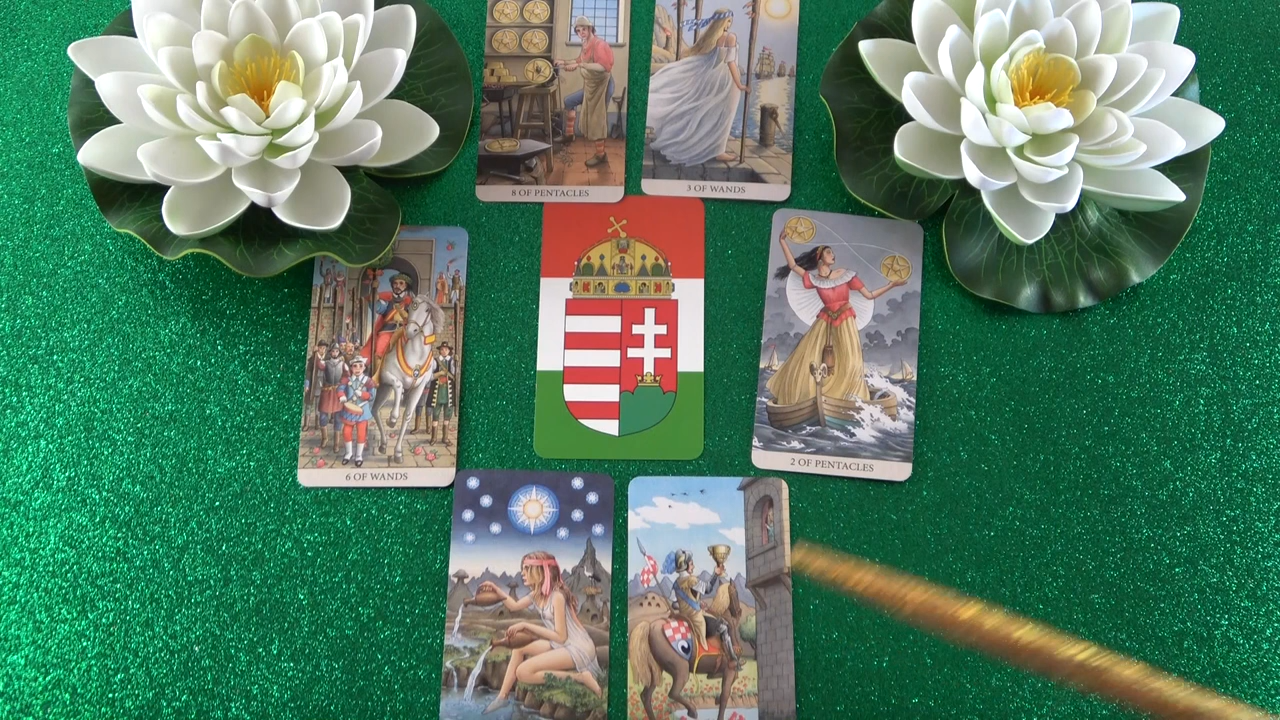 8 OF PENTACLES
3 OF WANDS
6 OF WANDS
2 OF PENTACLES